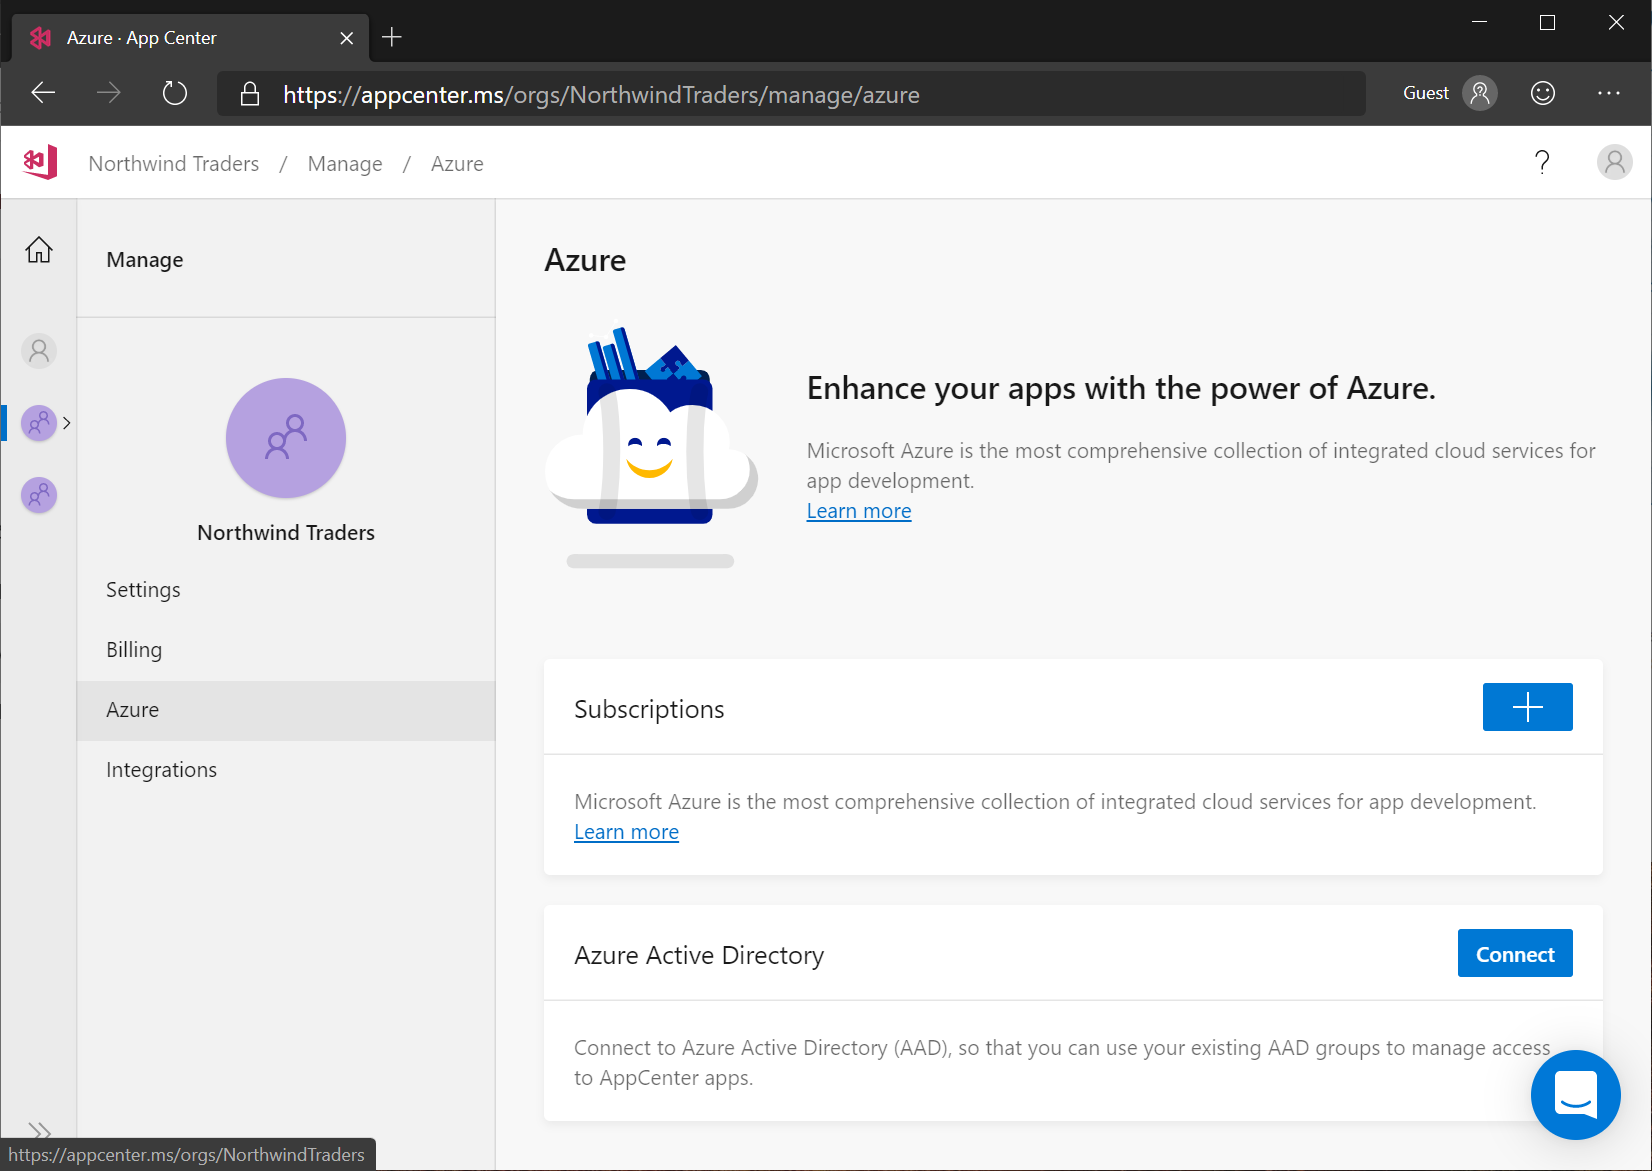 Azure · App Center
https://appcenter.ms/orgs/NorthwindTraders/manage/azure
Guest
Northwind Traders / Manage / Azure
?
Manage
Northwind Traders
Settings
Billing
Azure
Integrations
Azure
Enhance your apps with the power of Azure.
Microsoft Azure is the most comprehensive collection of integrated cloud services for
app development.
Learn more
Subscriptions
Microsoft Azure is the most comprehensive collection of integrated cloud services for app development.
Learn more
Azure Active Directory
Connect
Connect to Azure Active Directory (AAD), so that you can use your existing AAD groups to manage access
to AppCenter apps.
https://appcenter.ms/orgs/NorthwindTraders